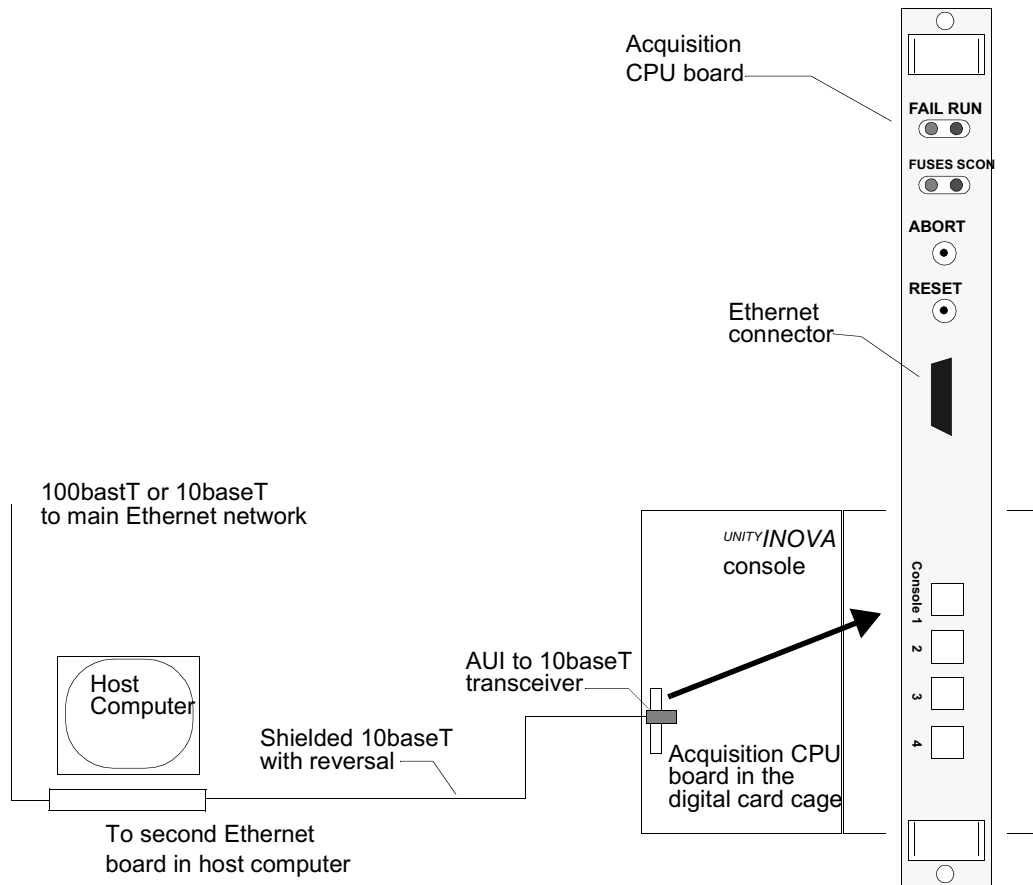 Acquisition
CPU board
FAIL RUN
FUSES SCON
ABORT
RESET
Ethernet
connector
100bastT or 10baseT
to main Ethernet network
UNITYINOVA
console
Console 1
2
3
4
AUI to 10baseT
transceiver
Host
Computer
Shielded 10baseT
with reversal
Acquisition CPU
board in the
digital card cage
To second Ethernet
board in host computer